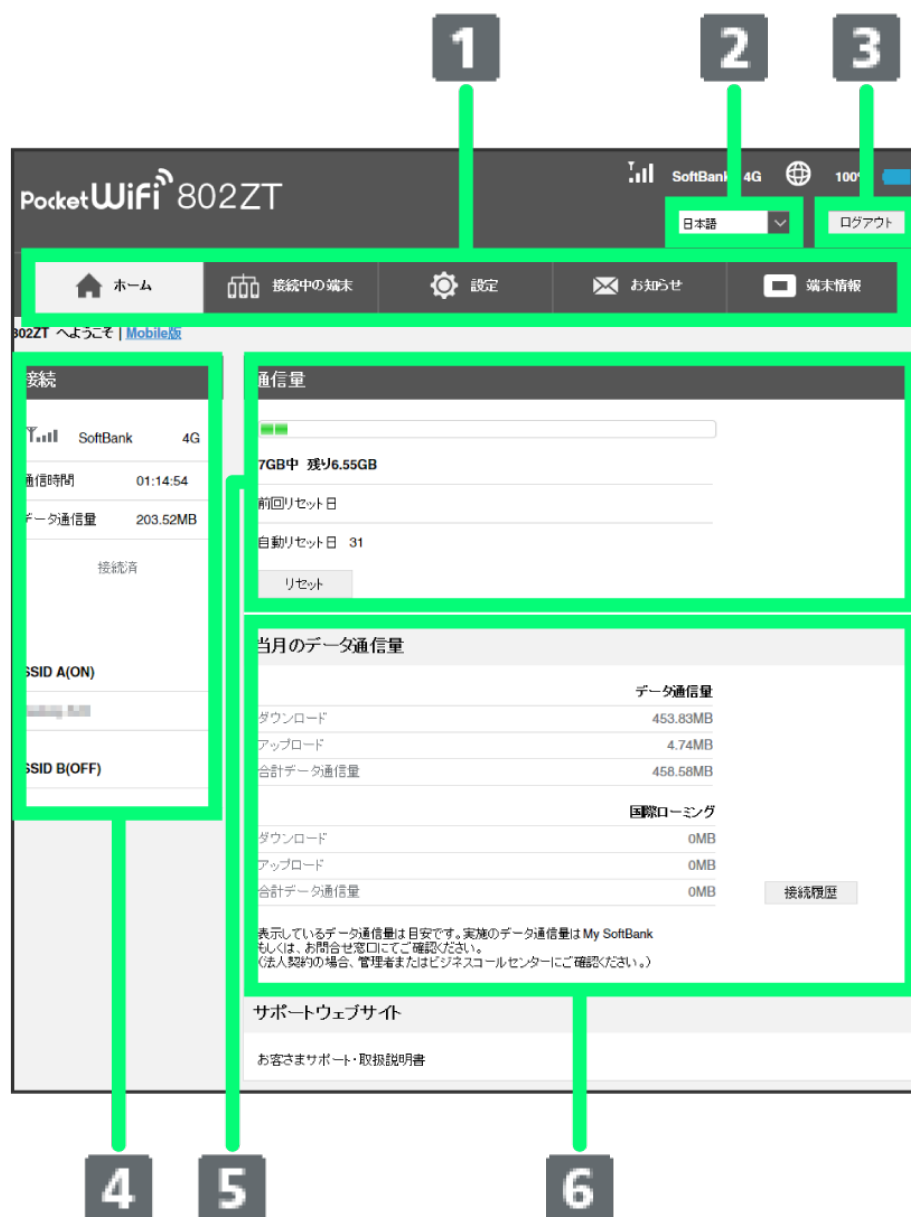 1
2
3
PocketWiFi 802ZT
SoftBank 4G 100%
日本語
ログアウト
ホーム 接続中の端末 設定 お知らせ 端末情報
802ZT へようこそ | Mobile版
接続
SoftBank 4G
通信時間 01:14:54
データ通信量 203.52MB
接続済
SSID A(ON)
SSID B(OFF)
通信量
7GB中 残り6.55GB
前回リセット日
自動リセット日 31
リセット
当月のデータ通信量
データ通信量
ダウンロード 453.83MB
アップロード 4.74MB
合計データ通信量 458.58MB
国際ローミング
ダウンロード 0MB
アップロード 0MB
合計データ通信量 0MB 接続履歴
表示しているデータ通信量は目安です。実施のデータ通信量は My SoftBank
もしくは、お問合せ窓口にてご確認ください。
(法人契約の場合、管理者またはビジネスコールセンターにご確認ください。)
サポートウェブサイト
お客さまサポート・取扱説明書
4
5
6